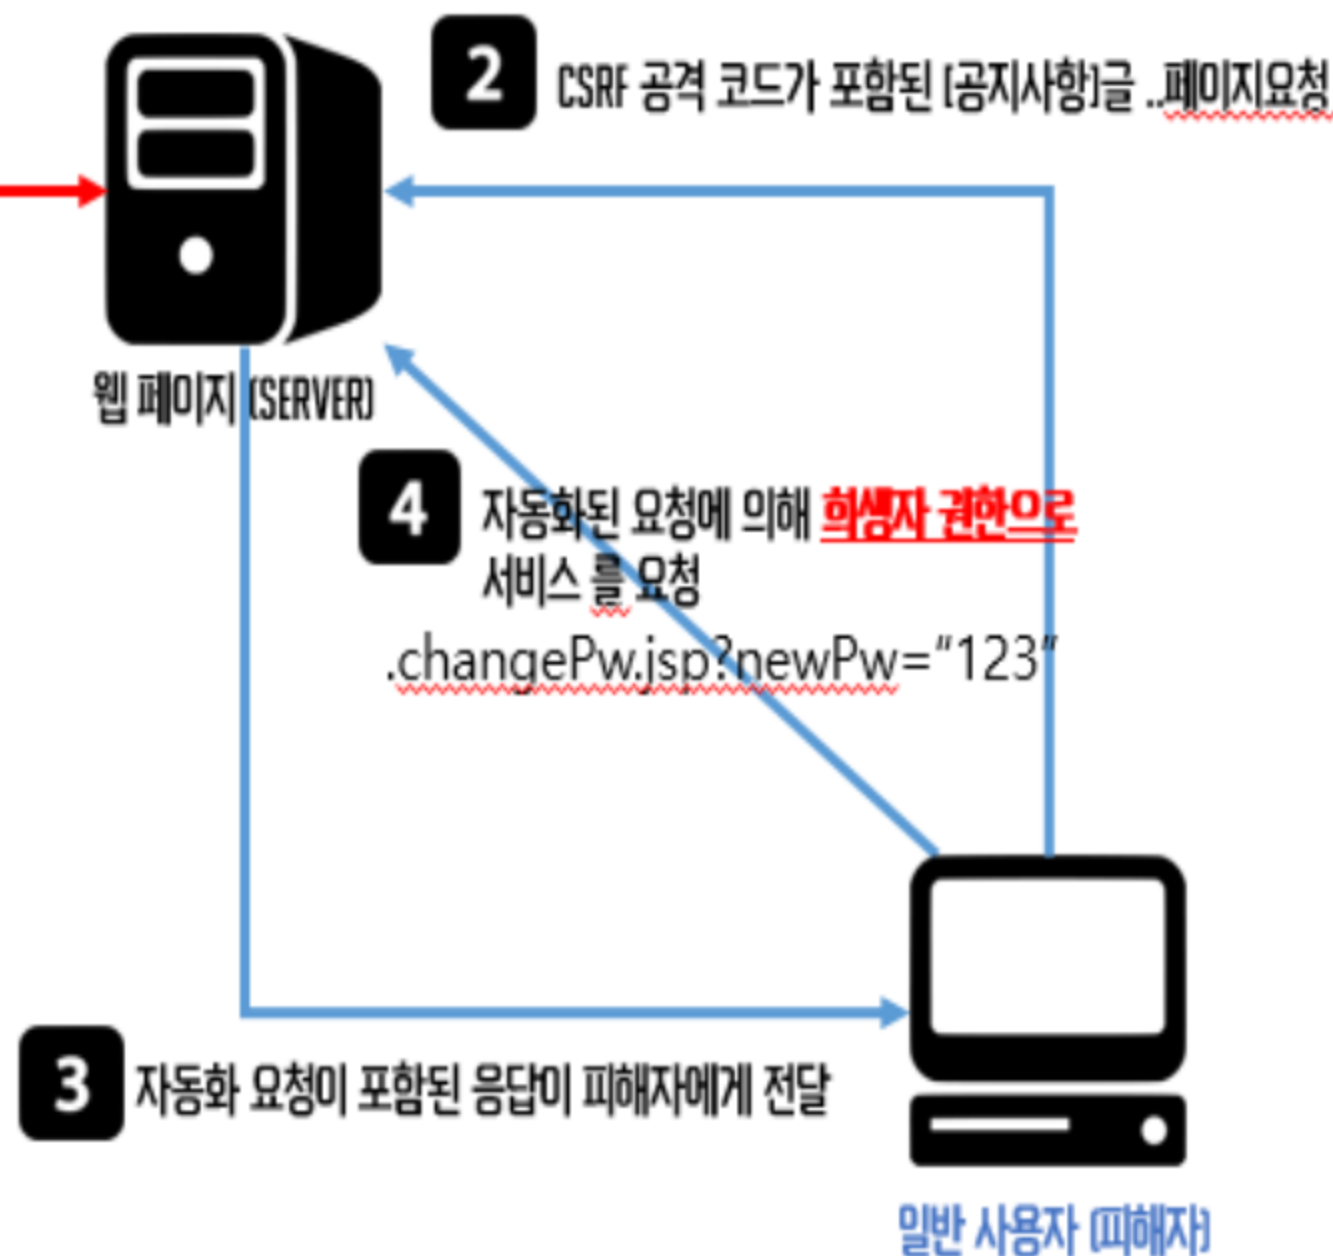 2
CSRF 공격 코드가 포함된 [공지사항]글 ..페이지요청
웹 페이지 (SERVER)
4
자동화된 요청에 의해 희생자 권한으로
서비스 를 요청
.changePw.jsp?newPw=“123”
3
자동화 요청이 포함된 응답이 피해자에게 전달
일반 사용자 (피해자)